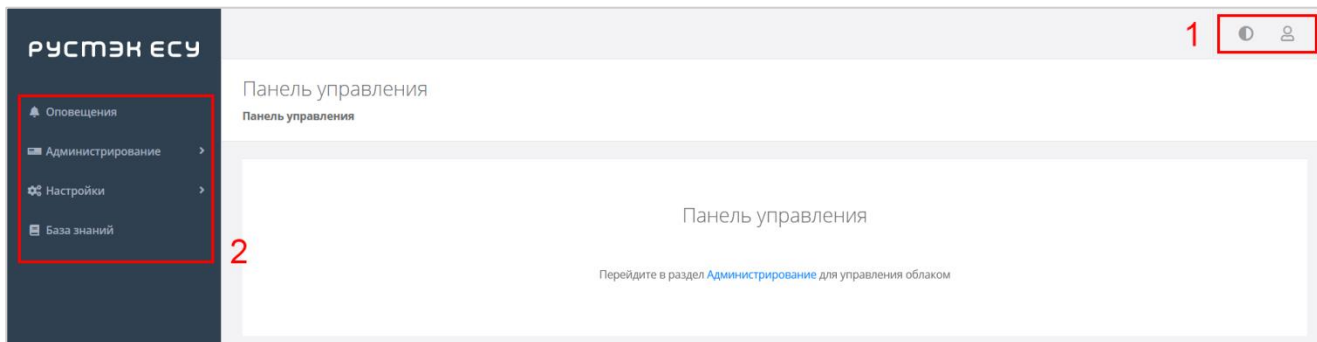 РУСТЭК ЕСУ
1
Панель управления
Панель управления
Оповещения
Администрирование
Настройки
База знаний
2
Панель управления
Перейдите в раздел Администрирование для управления облаком